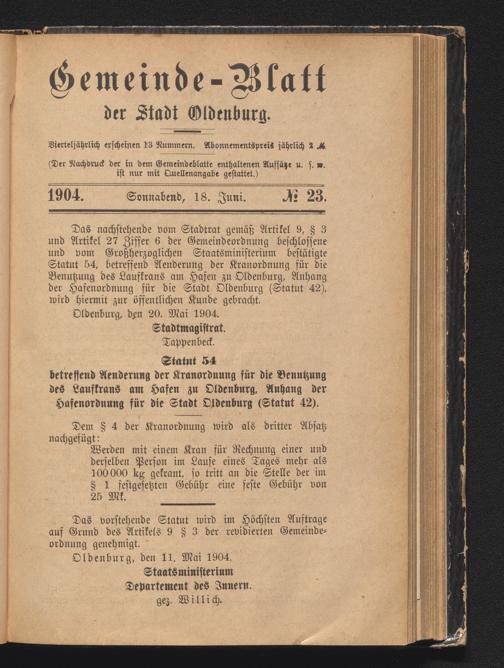 Gemeinde-Blatt
der Stadt Oldenburg.
Vierteljährlich erscheinen 13 Nummern. Abonnementspreis jährlich 2 ℳ
(Der Nachdruck der in dem Gemeindeblatte enthaltenen Aufsätze u. s. w.
ist nur mit Quellenangabe gestattet.)
1904. Sonnabend, 18. Juni. № 23.
Das nachstehende vom Stadtrat gemäß Artikel 9, § 3
und Artikel 27 Ziffer 6 der Gemeindeordnung beschlossene
und vom Großherzoglichen Staatsministerium bestätigte
Statut 54, betreffend Aenderung der Kranordnung für die
Benutzung des Laufkrans am Hafen zu Oldenburg, Anhang
der Hafenordnung für die Stadt Oldenburg (Statut 42),
wird hiermit zur öffentlichen Kunde gebracht.
Oldenburg, den 20. Mai 1904.
Stadtmagistrat.
Tappenbeck.
Statut 54
betreffend Aenderung der Kranordnung für die Benutzung
des Laufkrans am Hafen zu Oldenburg, Anhang der
Hafenordnung für die Stadt Oldenburg (Statut 42).
Dem § 4 der Kranordnung wird als dritter Absatz
nachgefügt:
Werden mit einem Kran für Rechnung einer und
derselben Person im Laufe eines Tages mehr als
100000 kg gekrant, so tritt an die Stelle der im
§ 1 festgesetzten Gebühr eine feste Gebühr von
25 Mk.
Das vorstehende Statut wird im Höchsten Auftrage
auf Grund des Artikels 9 § 3 der revidierten Gemeinde-
ordnung genehmigt.
Oldenburg, den 11. Mai 1904.
Staatsministerium
Departement des Innern.
gez. Willich.